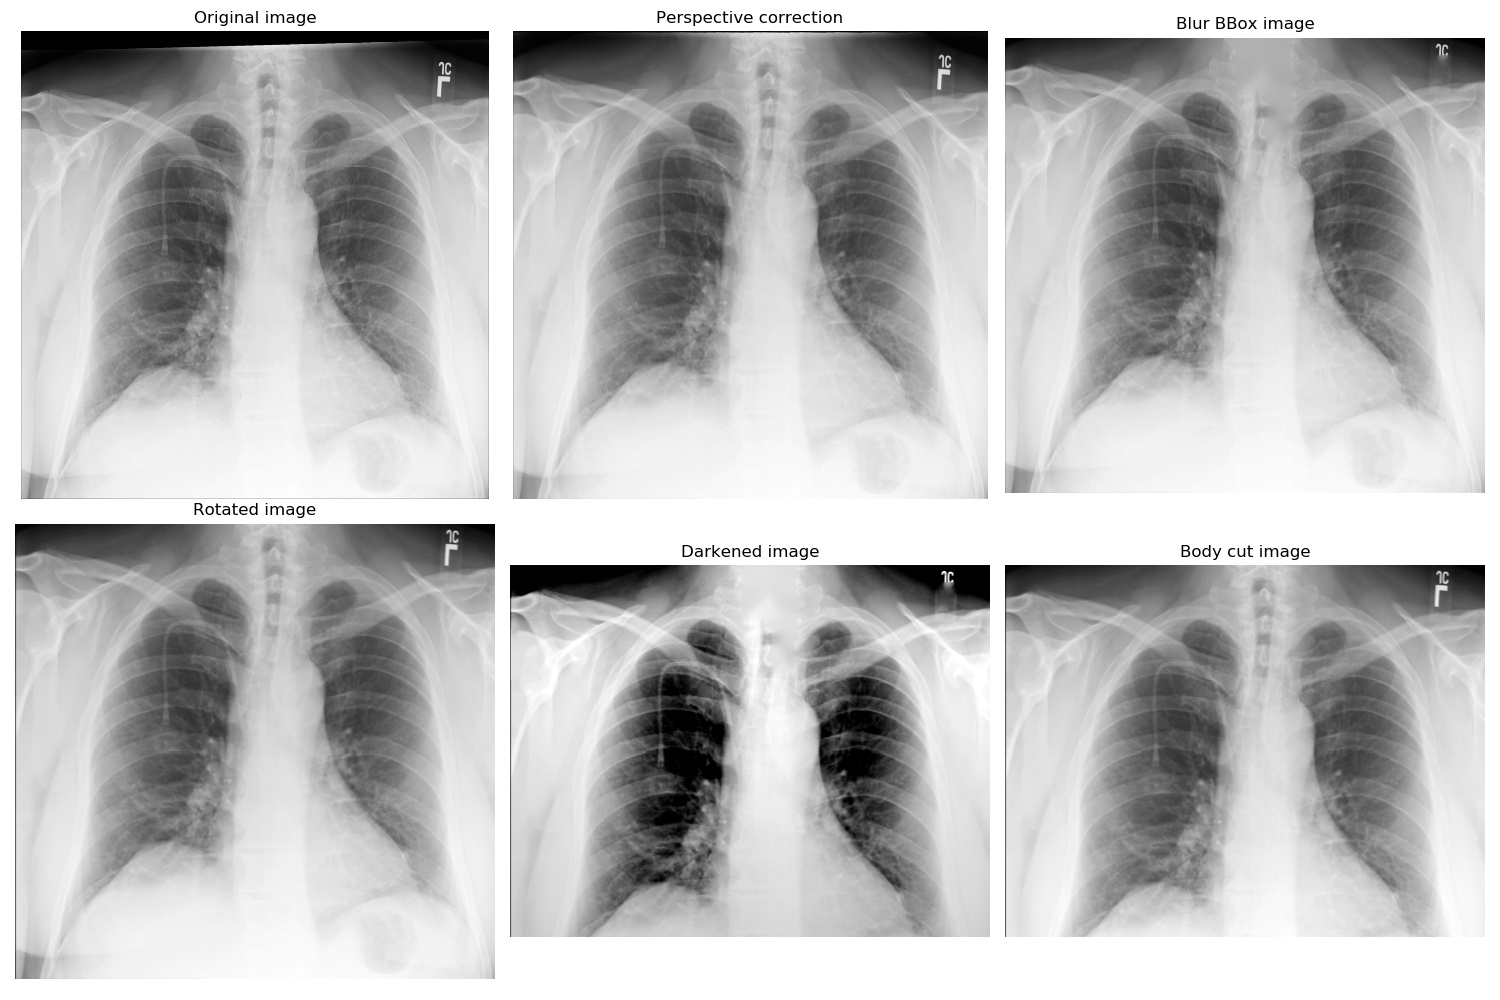 Original image
Perspective correction
Blur BBox image
Rotated image
Darkened image
Body cut image